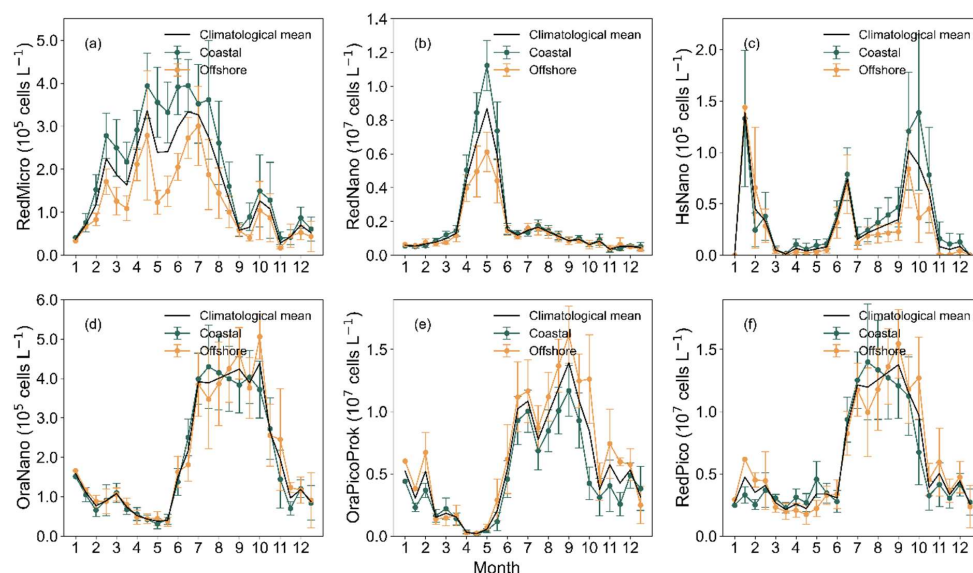 (a)
Climatological mean
Coastal
Offshore
RedMicro (10⁵ cells L⁻¹)
5.0
4.0
3.0
2.0
1.0
0.0
1 2 3 4 5 6 7 8 9 10 11 12
(b)
Climatological mean
Coastal
Offshore
RedNano (10⁷ cells L⁻¹)
1.4
1.2
1.0
0.8
0.6
0.4
0.2
0.0
1 2 3 4 5 6 7 8 9 10 11 12
(c)
Climatological mean
Coastal
Offshore
HsNano (10⁵ cells L⁻¹)
2.0
1.5
1.0
0.5
0.0
1 2 3 4 5 6 7 8 9 10 11 12
(d)
Climatological mean
Coastal
Offshore
OraNano (10⁵ cells L⁻¹)
6.0
5.0
4.0
3.0
2.0
1.0
0.0
1 2 3 4 5 6 7 8 9 10 11 12
(e)
Climatological mean
Coastal
Offshore
OraPicoProk (10⁷ cells L⁻¹)
1.5
1.0
0.5
0.0
1 2 3 4 5 6 7 8 9 10 11 12
(f)
Climatological mean
Coastal
Offshore
RedPico (10⁷ cells L⁻¹)
1.5
1.0
0.5
0.0
1 2 3 4 5 6 7 8 9 10 11 12
Month